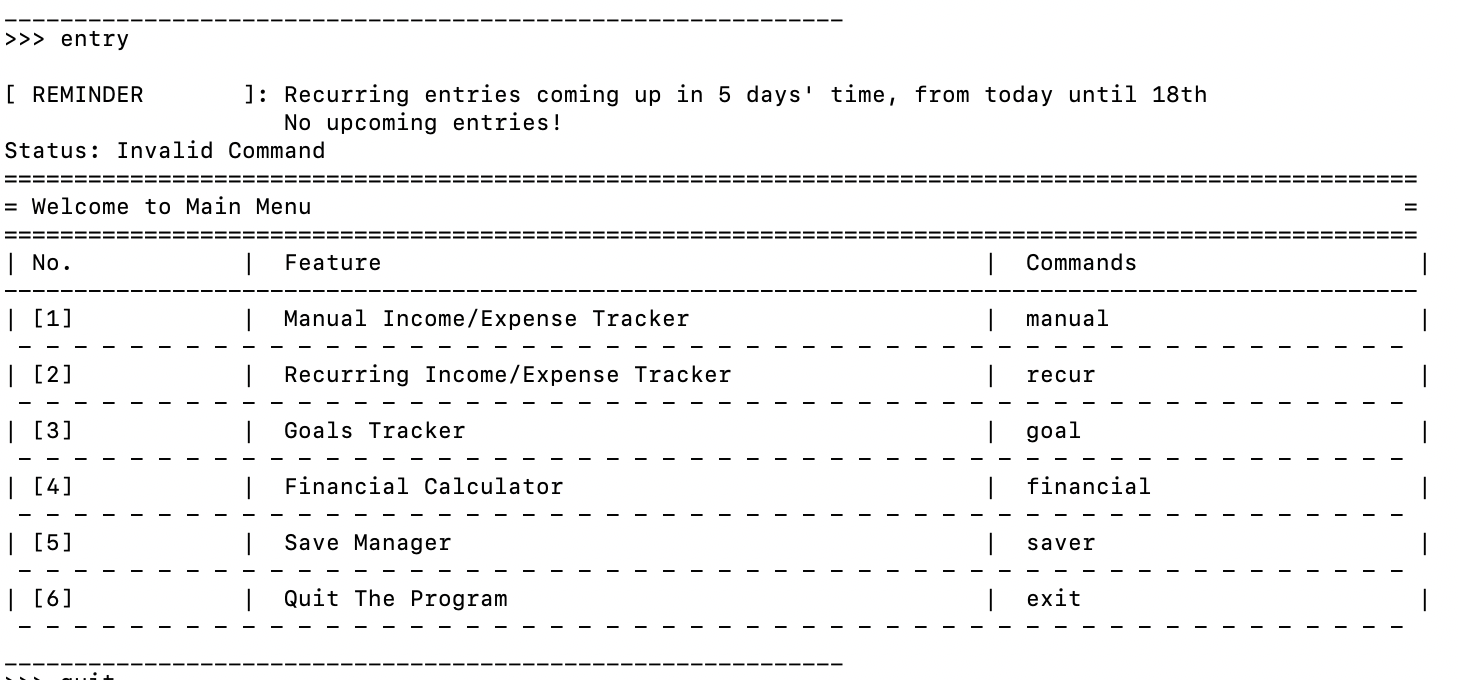 >>> entry
[ REMINDER ]: Recurring entries coming up in 5 days' time, from today until 18th
No upcoming entries!
Status: Invalid Command
= Welcome to Main Menu =
| No. | Feature | Commands |
| [1] | Manual Income/Expense Tracker | manual |
| [2] | Recurring Income/Expense Tracker | recur |
| [3] | Goals Tracker | goal |
| [4] | Financial Calculator | financial |
| [5] | Save Manager | saver |
| [6] | Quit The Program | exit |
>>> quit